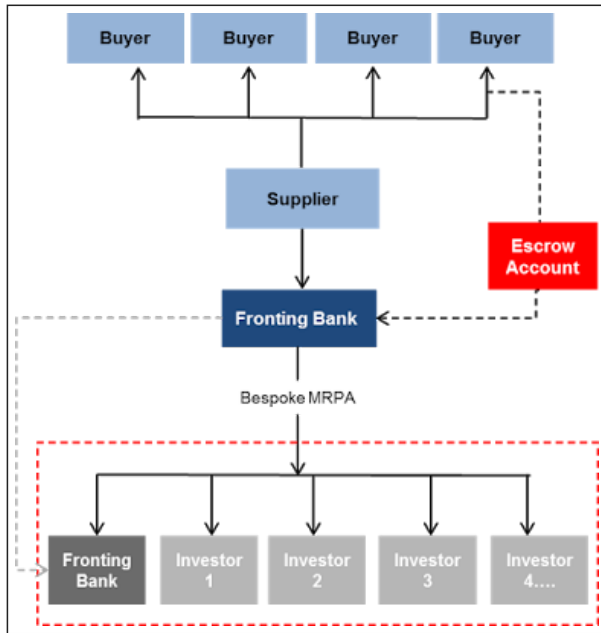 Buyer
Buyer
Buyer
Buyer
Supplier
Escrow
Account
Fronting Bank
Bespoke MRPA
Fronting
Bank
Investor
1
Investor
2
Investor
3
Investor
4....